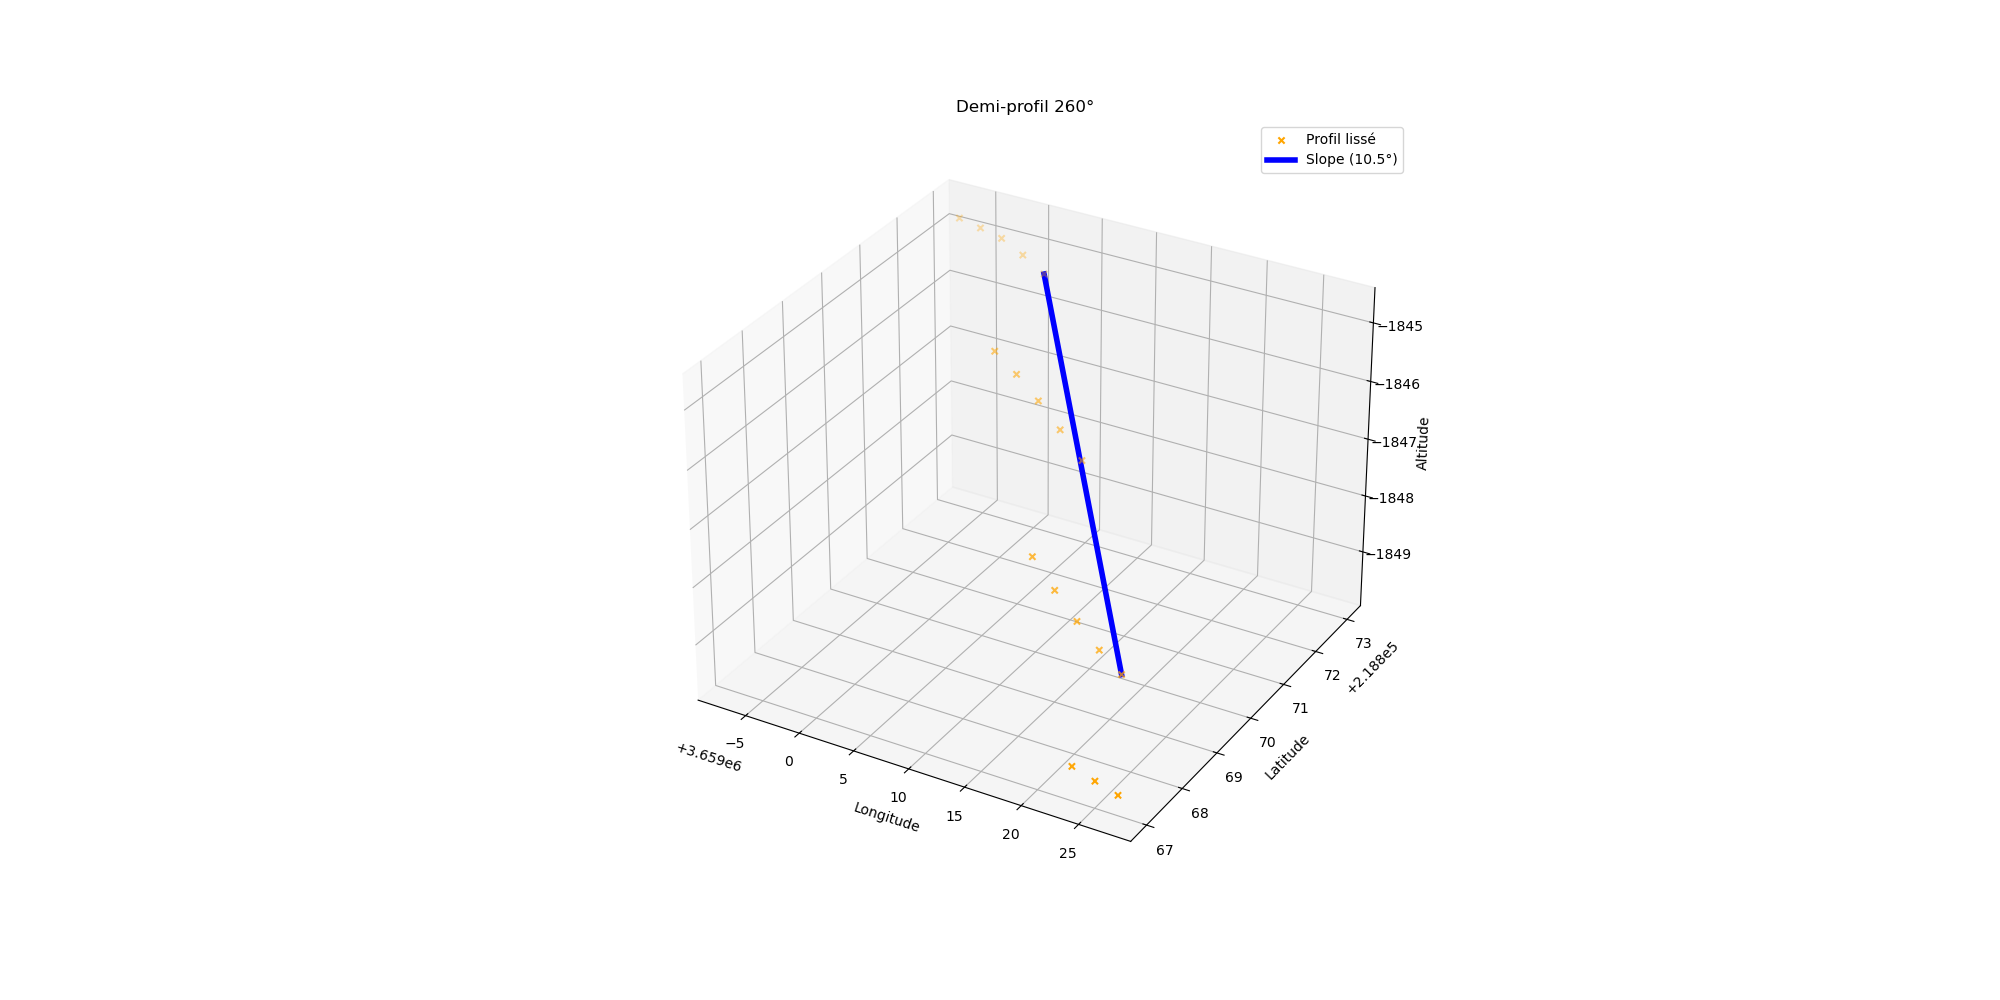 Demi-profil 260°
Profil lissé
Slope (10.5°)
−1845
−1846
−1847
−1848
−1849
Altitude
73
72
71
70
69
68
67
+2.188e5
Latitude
−5
0
5
10
15
20
25
+3.659e6
Longitude